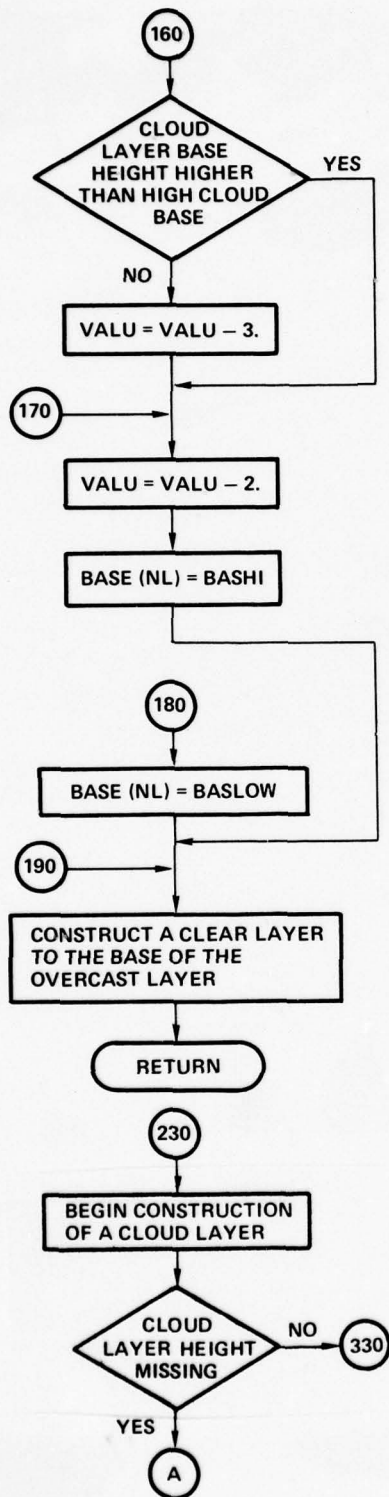 160
CLOUD
LAYER BASE
HEIGHT HIGHER
THAN HIGH CLOUD
BASE
YES
NO
VALU = VALU – 3.
170
VALU = VALU – 2.
BASE (NL) = BASHI
180
BASE (NL) = BASLOW
190
CONSTRUCT A CLEAR LAYER
TO THE BASE OF THE
OVERCAST LAYER
RETURN
230
BEGIN CONSTRUCTION
OF A CLOUD LAYER
CLOUD
LAYER HEIGHT
MISSING
NO
330
YES
A